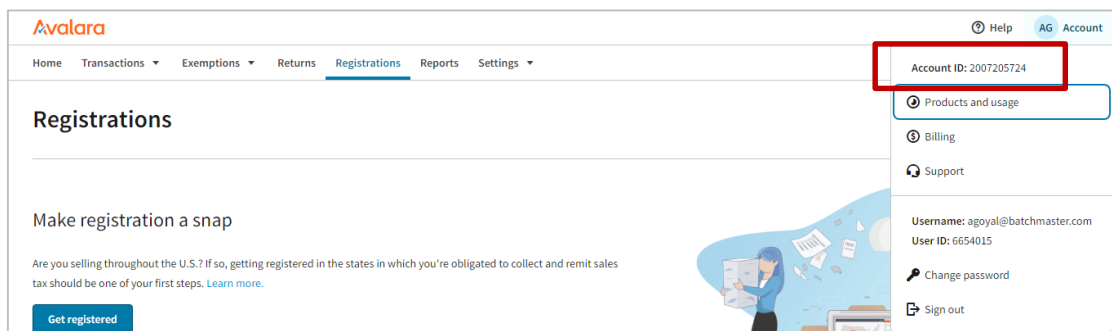 Avalara
Help AG Account
Home Transactions Exemptions Returns Registrations Reports Settings
Account ID: 2007205724
Products and usage
Registrations
Billing
Support
Make registration a snap
Username: agoyal@batchmaster.com
User ID: 6654015
Are you selling throughout the U.S.? If so, getting registered in the states in which you're obligated to collect and remit sales
tax should be one of your first steps. Learn more.
Change password
Get registered
Sign out